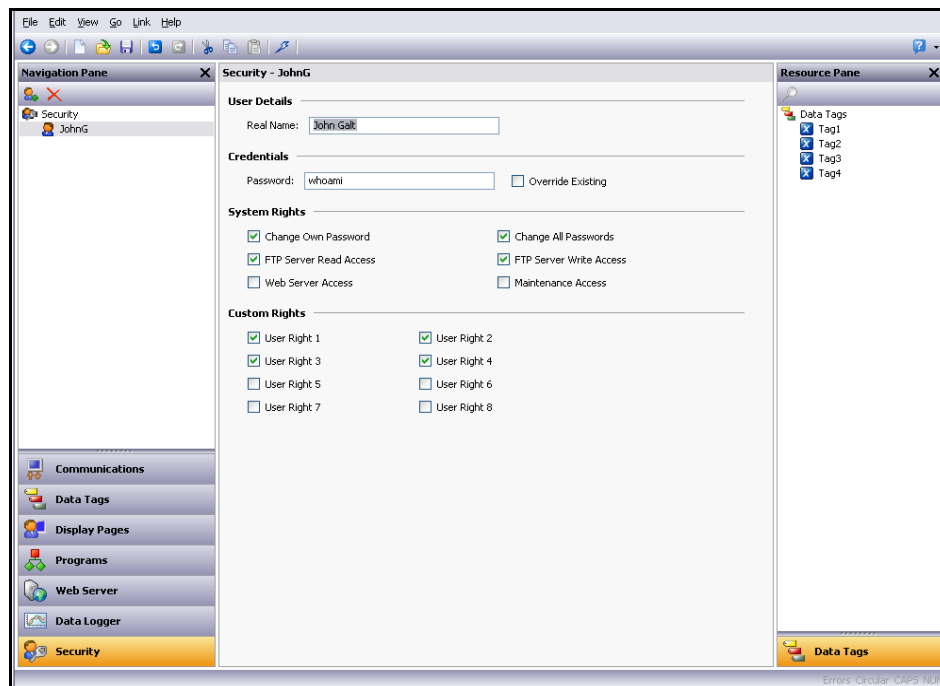 File Edit View Go Link Help
Navigation Pane
Security
JohnG
Communications
Data Tags
Display Pages
Programs
Web Server
Data Logger
Security
Security - JohnG
User Details
Real Name: John Galt
Credentials
Password: whoami Override Existing
System Rights
Change Own Password Change All Passwords
FTP Server Read Access FTP Server Write Access
Web Server Access Maintenance Access
Custom Rights
User Right 1 User Right 2
User Right 3 User Right 4
User Right 5 User Right 6
User Right 7 User Right 8
Resource Pane
Data Tags
Tag1
Tag2
Tag3
Tag4
Data Tags
Errors Circular CAPS NUM